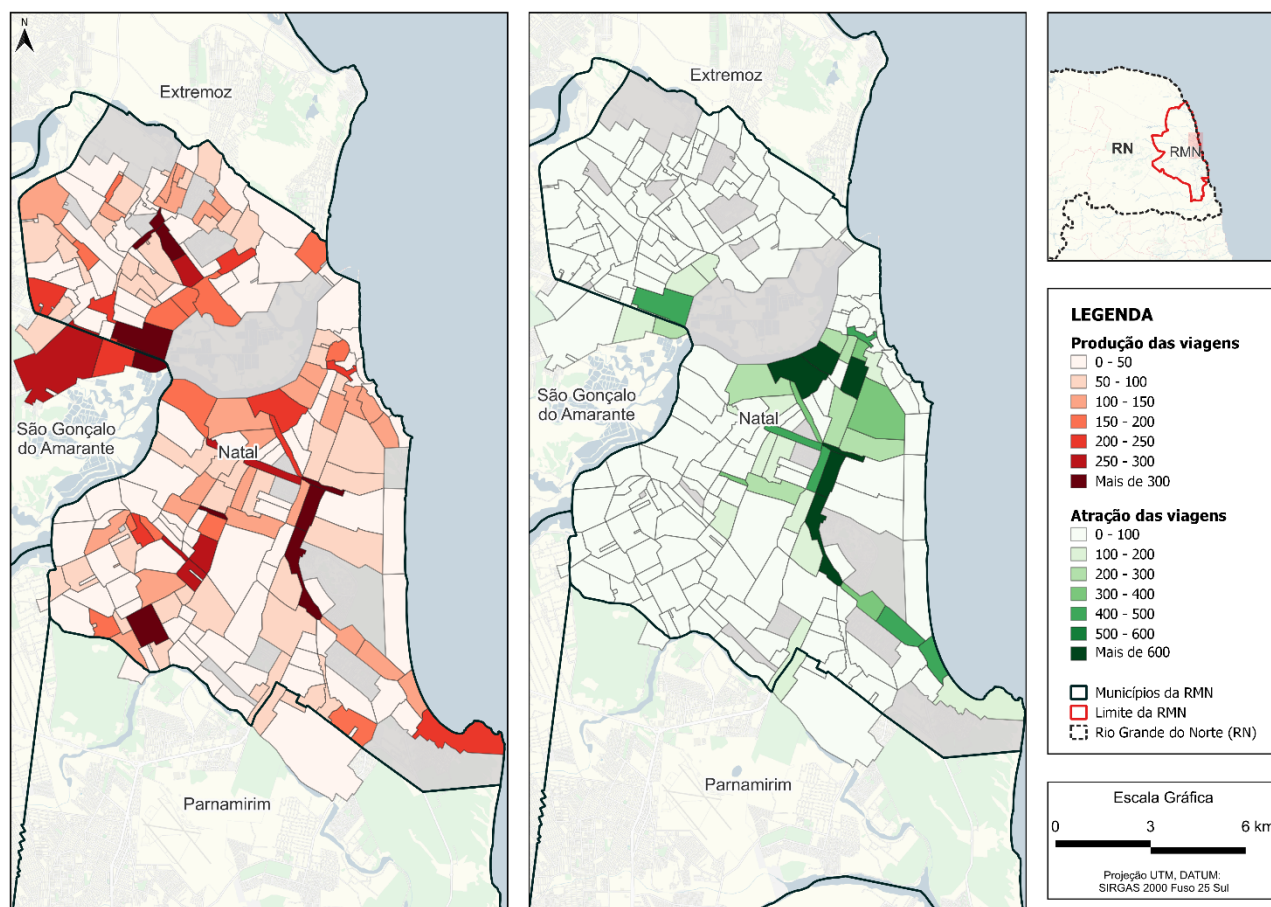 N
Extremoz
São Gonçalo
do Amarante
Natal
Parnamirim
Extremoz
São Gonçalo
do Amarante
Natal
Parnamirim
RN
RMN
LEGENDA
Produção das viagens
0 - 50
50 - 100
100 - 150
150 - 200
200 - 250
250 - 300
Mais de 300
Atração das viagens
0 - 100
100 - 200
200 - 300
300 - 400
400 - 500
500 - 600
Mais de 600
Municípios da RMN
Limite da RMN
Rio Grande do Norte (RN)
Escala Gráfica
0 3 6 km
Projeção UTM, DATUM:
SIRGAS 2000 Fuso 25 Sul